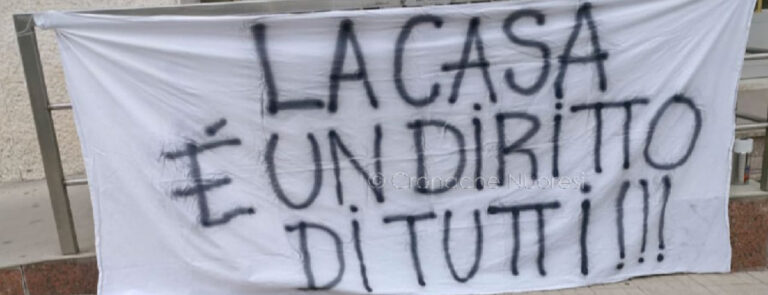 LA CASA
É UN DIRITTO
© Cronache Nuoresi
DI TUTTI!!!